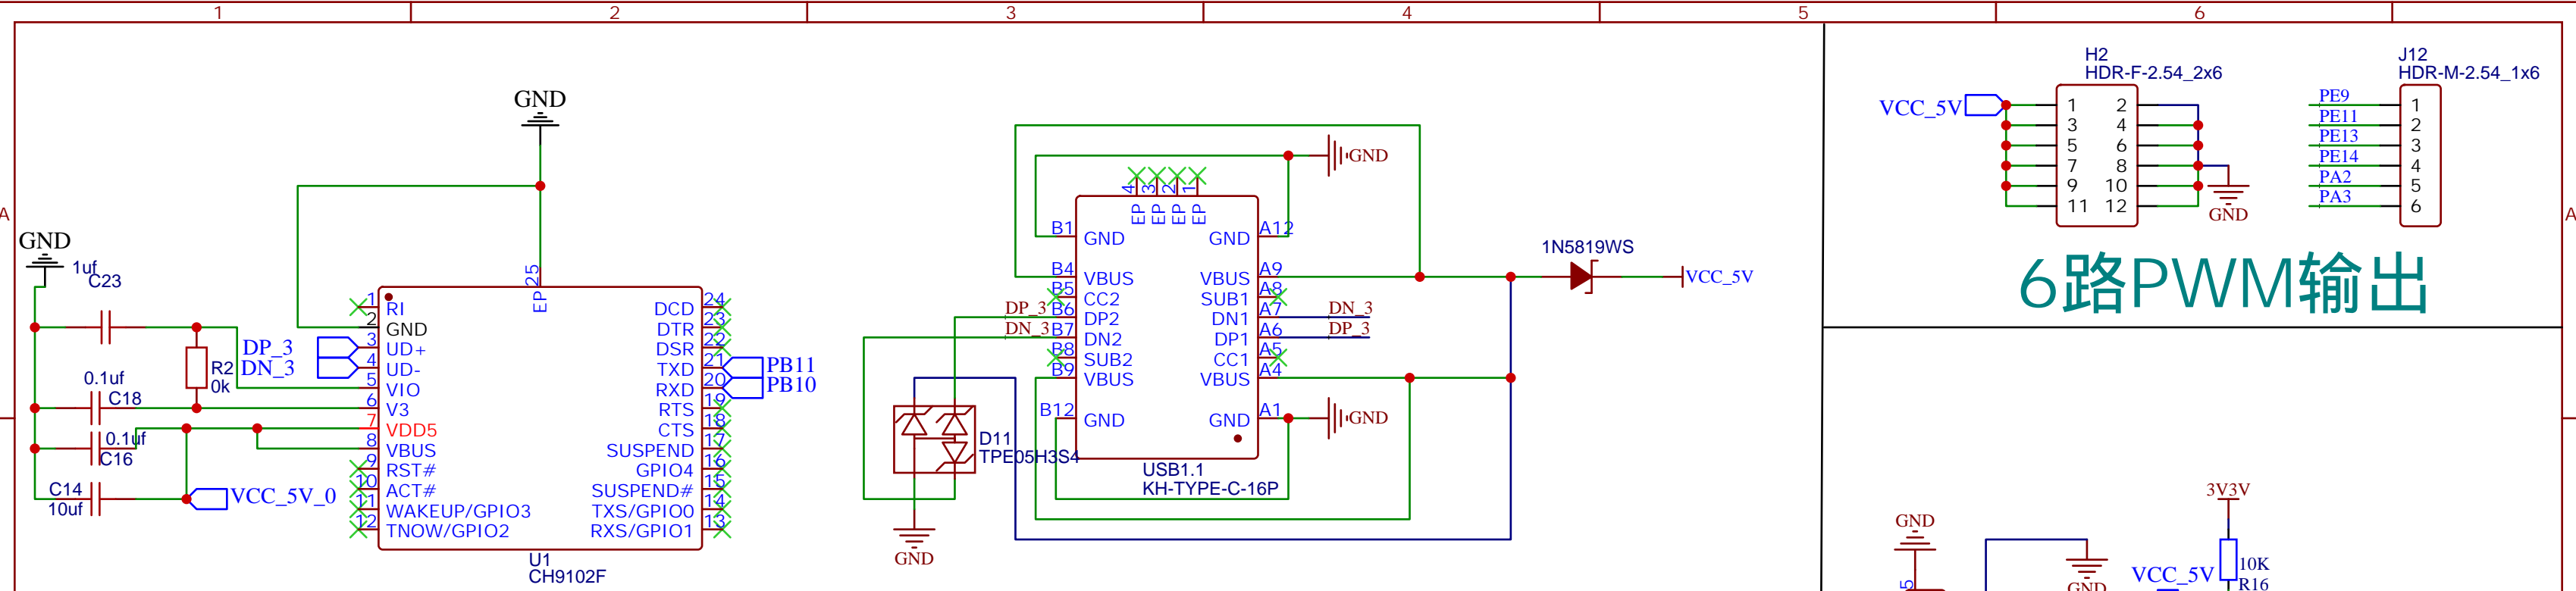 1
2
3
4
5
6
A
A
GND
GND
1uf
C23
R2
0k
0.1uf
C18
0.1uf
C16
C14
10uf
VCC_5V_0
DP_3
DN_3
EP 25
1 RI
2 GND
3 UD+
4 UD-
5 VIO
6 V3
7 VDD5
8 VBUS
9 RST#
10 ACT#
11 WAKEUP/GPIO3
12 TNOW/GPIO2
DCD 24
DTR 23
DSR 22
TXD 21 PB11
RXD 20 PB10
RTS 19
CTS 18
SUSPEND 17
GPIO4 16
SUSPEND# 15
TXS/GPIO0 14
RXS/GPIO1 13
U1
CH9102F
4 3 2 1
EP EP EP EP
B1 GND
B4 VBUS
B5 CC2
DP_3 B6 DP2
DN_3 B7 DN2
B8 SUB2
B9 VBUS
B12 GND
GND A12
VBUS A9
SUB1 A8
DN1 A7 DN_3
DP1 A6 DP_3
CC1 A5
VBUS A4
GND A1
GND
GND
USB1.1
KH-TYPE-C-16P
D11
TPE05H3S4
GND
1N5819WS
VCC_5V
H2
HDR-F-2.54_2x6
VCC_5V
1 2
3 4
5 6
7 8
9 10
11 12
GND
J12
HDR-M-2.54_1x6
PE9 1
PE11 2
PE13 3
PE14 4
PA2 5
PA3 6
6路PWM输出
GND
5
GND
3V3V
VCC_5V
10K
R16